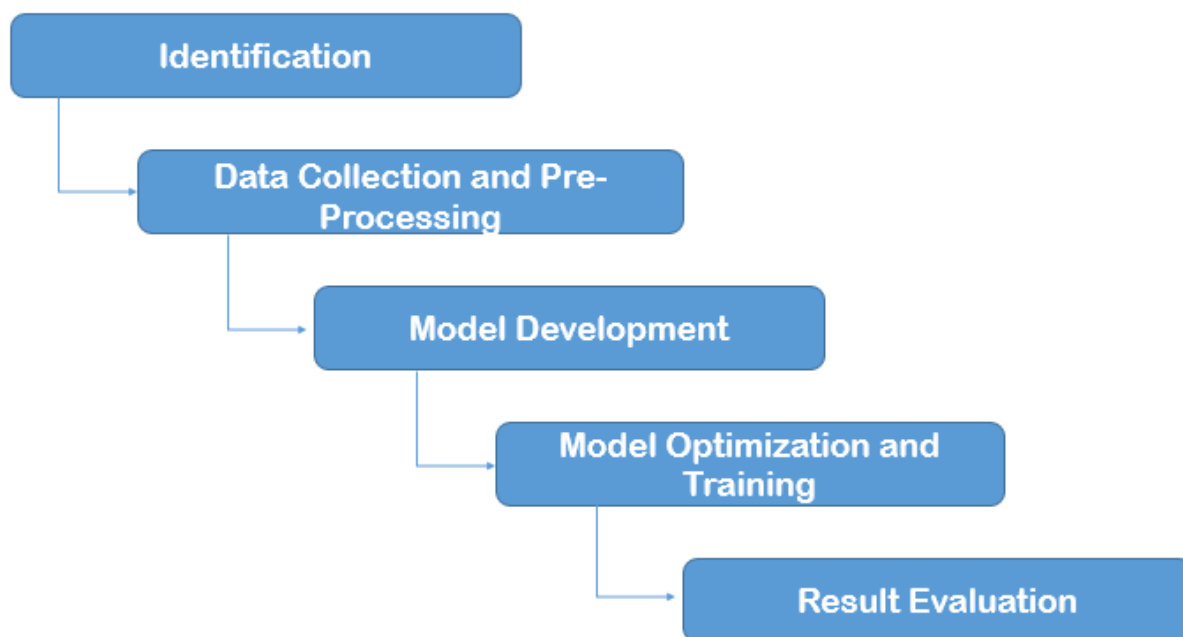 Identification
Data Collection and Pre-
Processing
Model Development
Model Optimization and
Training
Result Evaluation